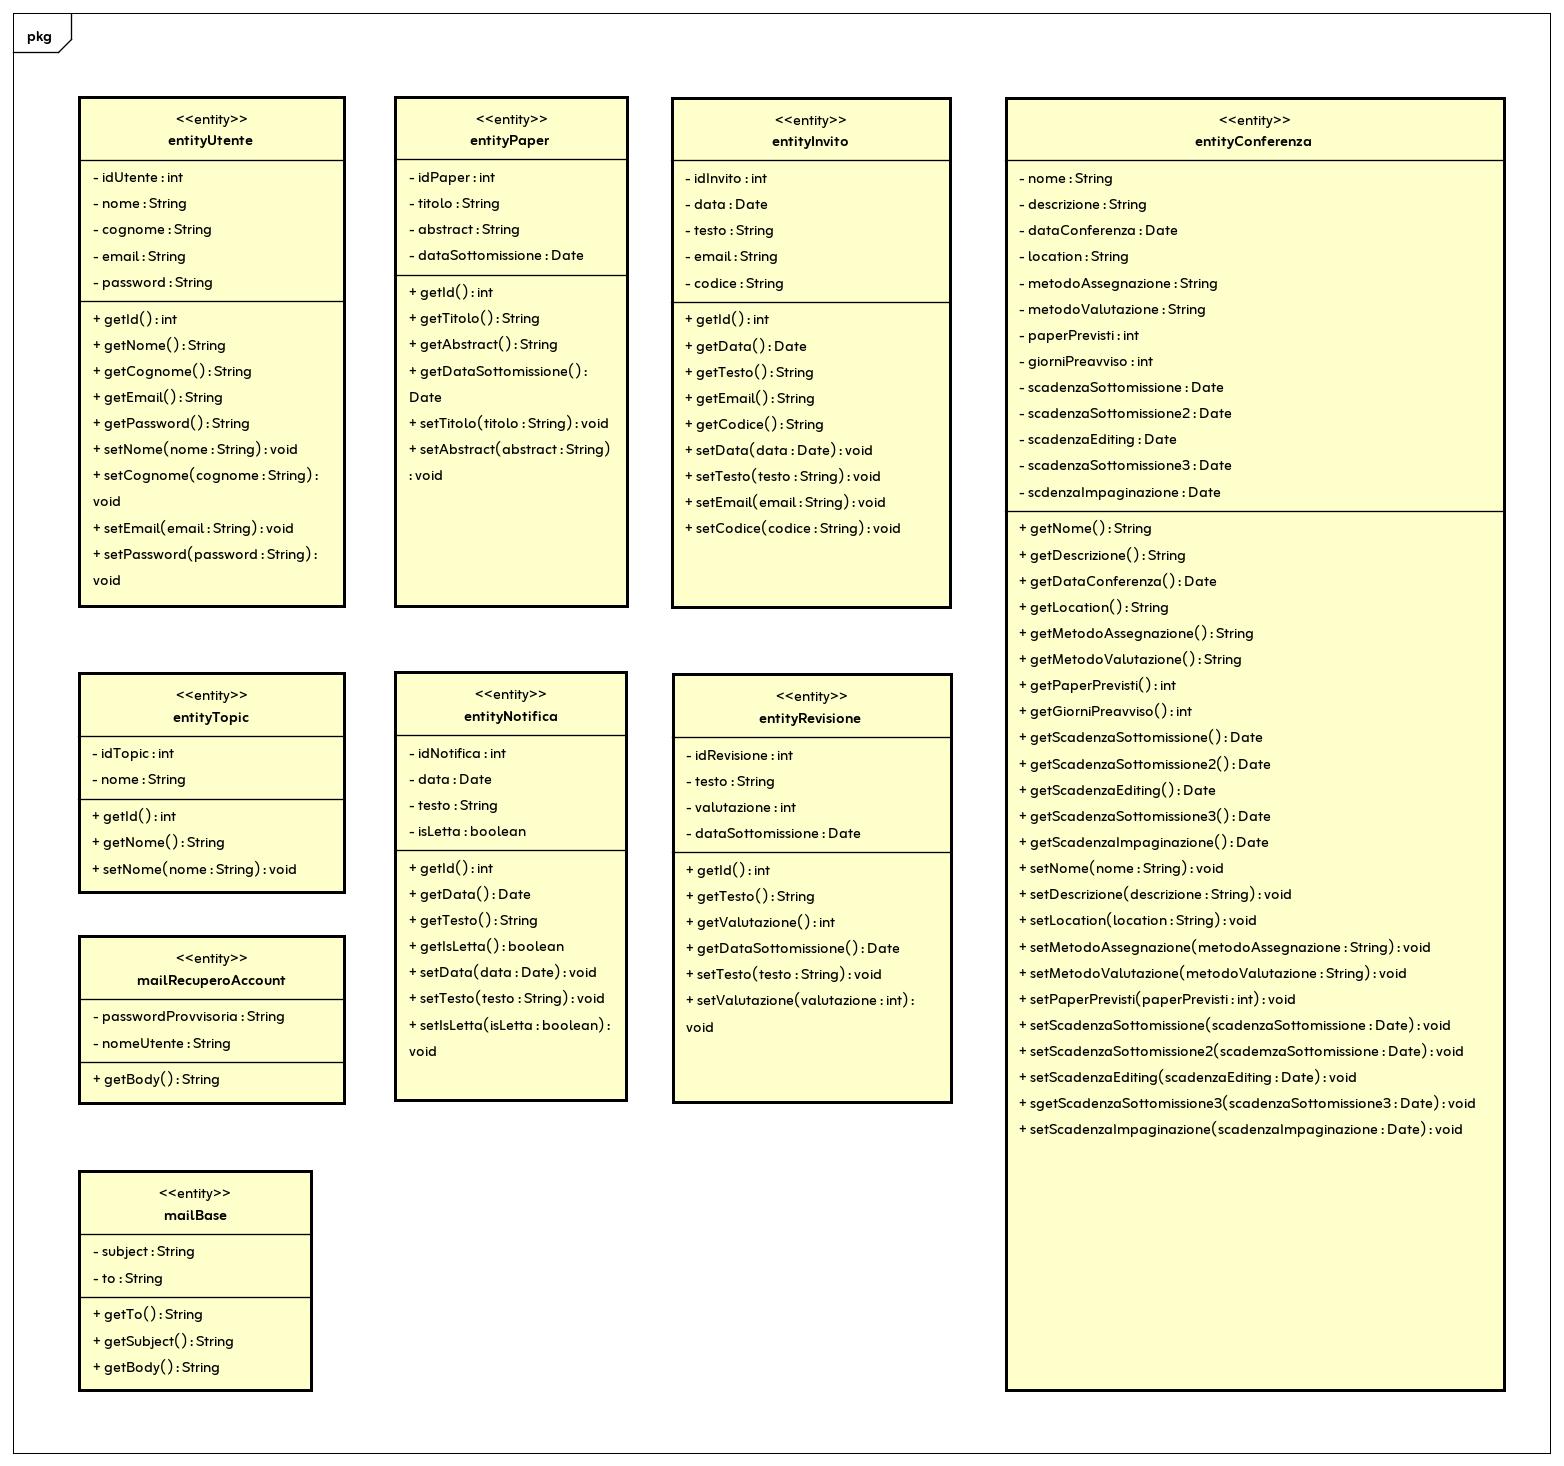 pkg
<<entity>>
entityUtente
- idUtente : int
- nome : String
- cognome : String
- email : String
- password : String
+ getId() : int
+ getNome() : String
+ getCognome() : String
+ getEmail() : String
+ getPassword() : String
+ setNome(nome : String) : void
+ setCognome(cognome : String) :
void
+ setEmail(email : String) : void
+ setPassword(password : String) :
void
<<entity>>
entityPaper
- idPaper : int
- titolo : String
- abstract : String
- dataSottomissione : Date
+ getId() : int
+ getTitolo() : String
+ getAbstract() : String
+ getDataSottomissione() :
Date
+ setTitolo(titolo : String) : void
+ setAbstract(abstract : String)
: void
<<entity>>
entityInvito
- idInvito : int
- data : Date
- testo : String
- email : String
- codice : String
+ getId() : int
+ getData() : Date
+ getTesto() : String
+ getEmail() : String
+ getCodice() : String
+ setData(data : Date) : void
+ setTesto(testo : String) : void
+ setEmail(email : String) : void
+ setCodice(codice : String) : void
<<entity>>
entityConferenza
- nome : String
- descrizione : String
- dataConferenza : Date
- location : String
- metodoAssegnazione : String
- metodoValutazione : String
- paperPrevisti : int
- giorniPreavviso : int
- scadenzaSottomissione : Date
- scadenzaSottomissione2 : Date
- scadenzaEditing : Date
- scadenzaSottomissione3 : Date
- scdenzaImpaginazione : Date
+ getNome() : String
+ getDescrizione() : String
+ getDataConferenza() : Date
+ getLocation() : String
+ getMetodoAssegnazione() : String
+ getMetodoValutazione() : String
+ getPaperPrevisti() : int
+ getGiorniPreavviso() : int
+ getScadenzaSottomissione() : Date
+ getScadenzaSottomissione2() : Date
+ getScadenzaEditing() : Date
+ getScadenzaSottomissione3() : Date
+ getScadenzaImpaginazione() : Date
+ setNome(nome : String) : void
+ setDescrizione(descrizione : String) : void
+ setLocation(location : String) : void
+ setMetodoAssegnazione(metodoAssegnazione : String) : void
+ setMetodoValutazione(metodoValutazione : String) : void
+ setPaperPrevisti(paperPrevisti : int) : void
+ setScadenzaSottomissione(scadenzaSottomissione : Date) : void
+ setScadenzaSottomissione2(scademzaSottomissione : Date) : void
+ setScadenzaEditing(scadenzaEditing : Date) : void
+ sgetScadenzaSottomissione3(scadenzaSottomissione3 : Date) : void
+ setScadenzaImpaginazione(scadenzaImpaginazione : Date) : void
<<entity>>
entityTopic
- idTopic : int
- nome : String
+ getId() : int
+ getNome() : String
+ setNome(nome : String) : void
<<entity>>
entityNotifica
- idNotifica : int
- data : Date
- testo : String
- isLetta : boolean
+ getId() : int
+ getData() : Date
+ getTesto() : String
+ getIsLetta() : boolean
+ setData(data : Date) : void
+ setTesto(testo : String) : void
+ setIsLetta(isLetta : boolean) :
void
<<entity>>
entityRevisione
- idRevisione : int
- testo : String
- valutazione : int
- dataSottomissione : Date
+ getId() : int
+ getTesto() : String
+ getValutazione() : int
+ getDataSottomissione() : Date
+ setTesto(testo : String) : void
+ setValutazione(valutazione : int) :
void
<<entity>>
mailRecuperoAccount
- passwordProvvisoria : String
- nomeUtente : String
+ getBody() : String
<<entity>>
mailBase
- subject : String
- to : String
+ getTo() : String
+ getSubject() : String
+ getBody() : String